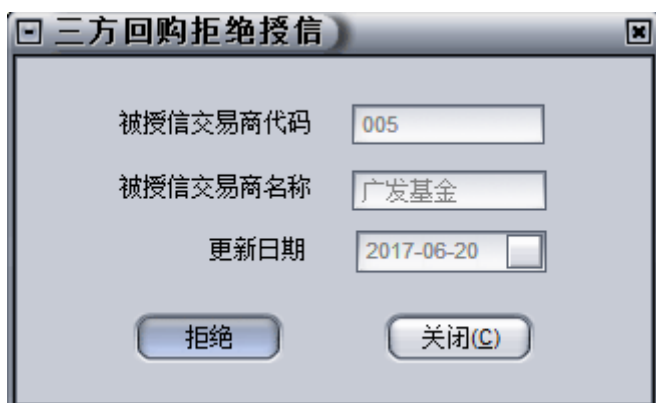 三方回购拒绝授信
被授信交易商代码 005
被授信交易商名称 广发基金
更新日期 2017-06-20
拒绝 关闭(C)